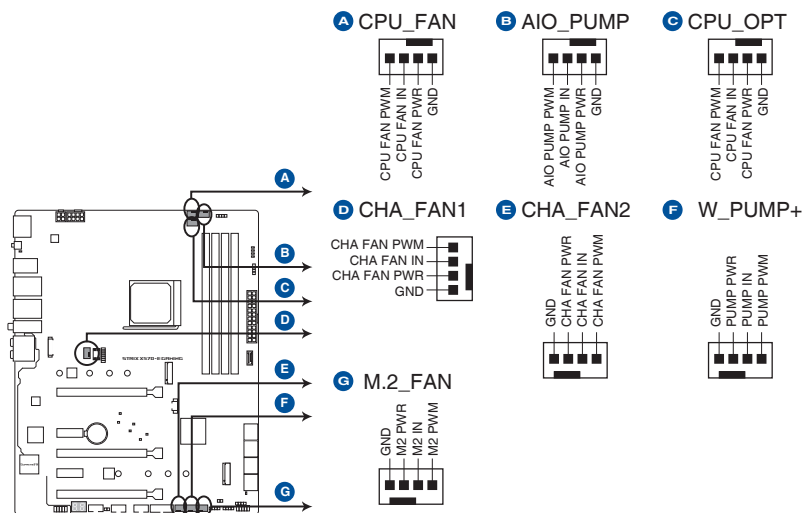 A CPU_FAN
CPU FAN PWM
CPU FAN IN
CPU FAN PWR
GND
B AIO_PUMP
AIO PUMP PWM
AIO PUMP IN
AIO PUMP PWR
GND
C CPU_OPT
CPU FAN PWM
CPU FAN IN
CPU FAN PWR
GND
A
B
C
D
E
F
G
STRIX X570-E GAMING
D CHA_FAN1
CHA FAN PWM
CHA FAN IN
CHA FAN PWR
GND
E CHA_FAN2
GND
CHA FAN PWR
CHA FAN IN
CHA FAN PWM
F W_PUMP+
GND
PUMP PWR
PUMP IN
PUMP PWM
G M.2_FAN
GND
M2 PWR
M2 IN
M2 PWM